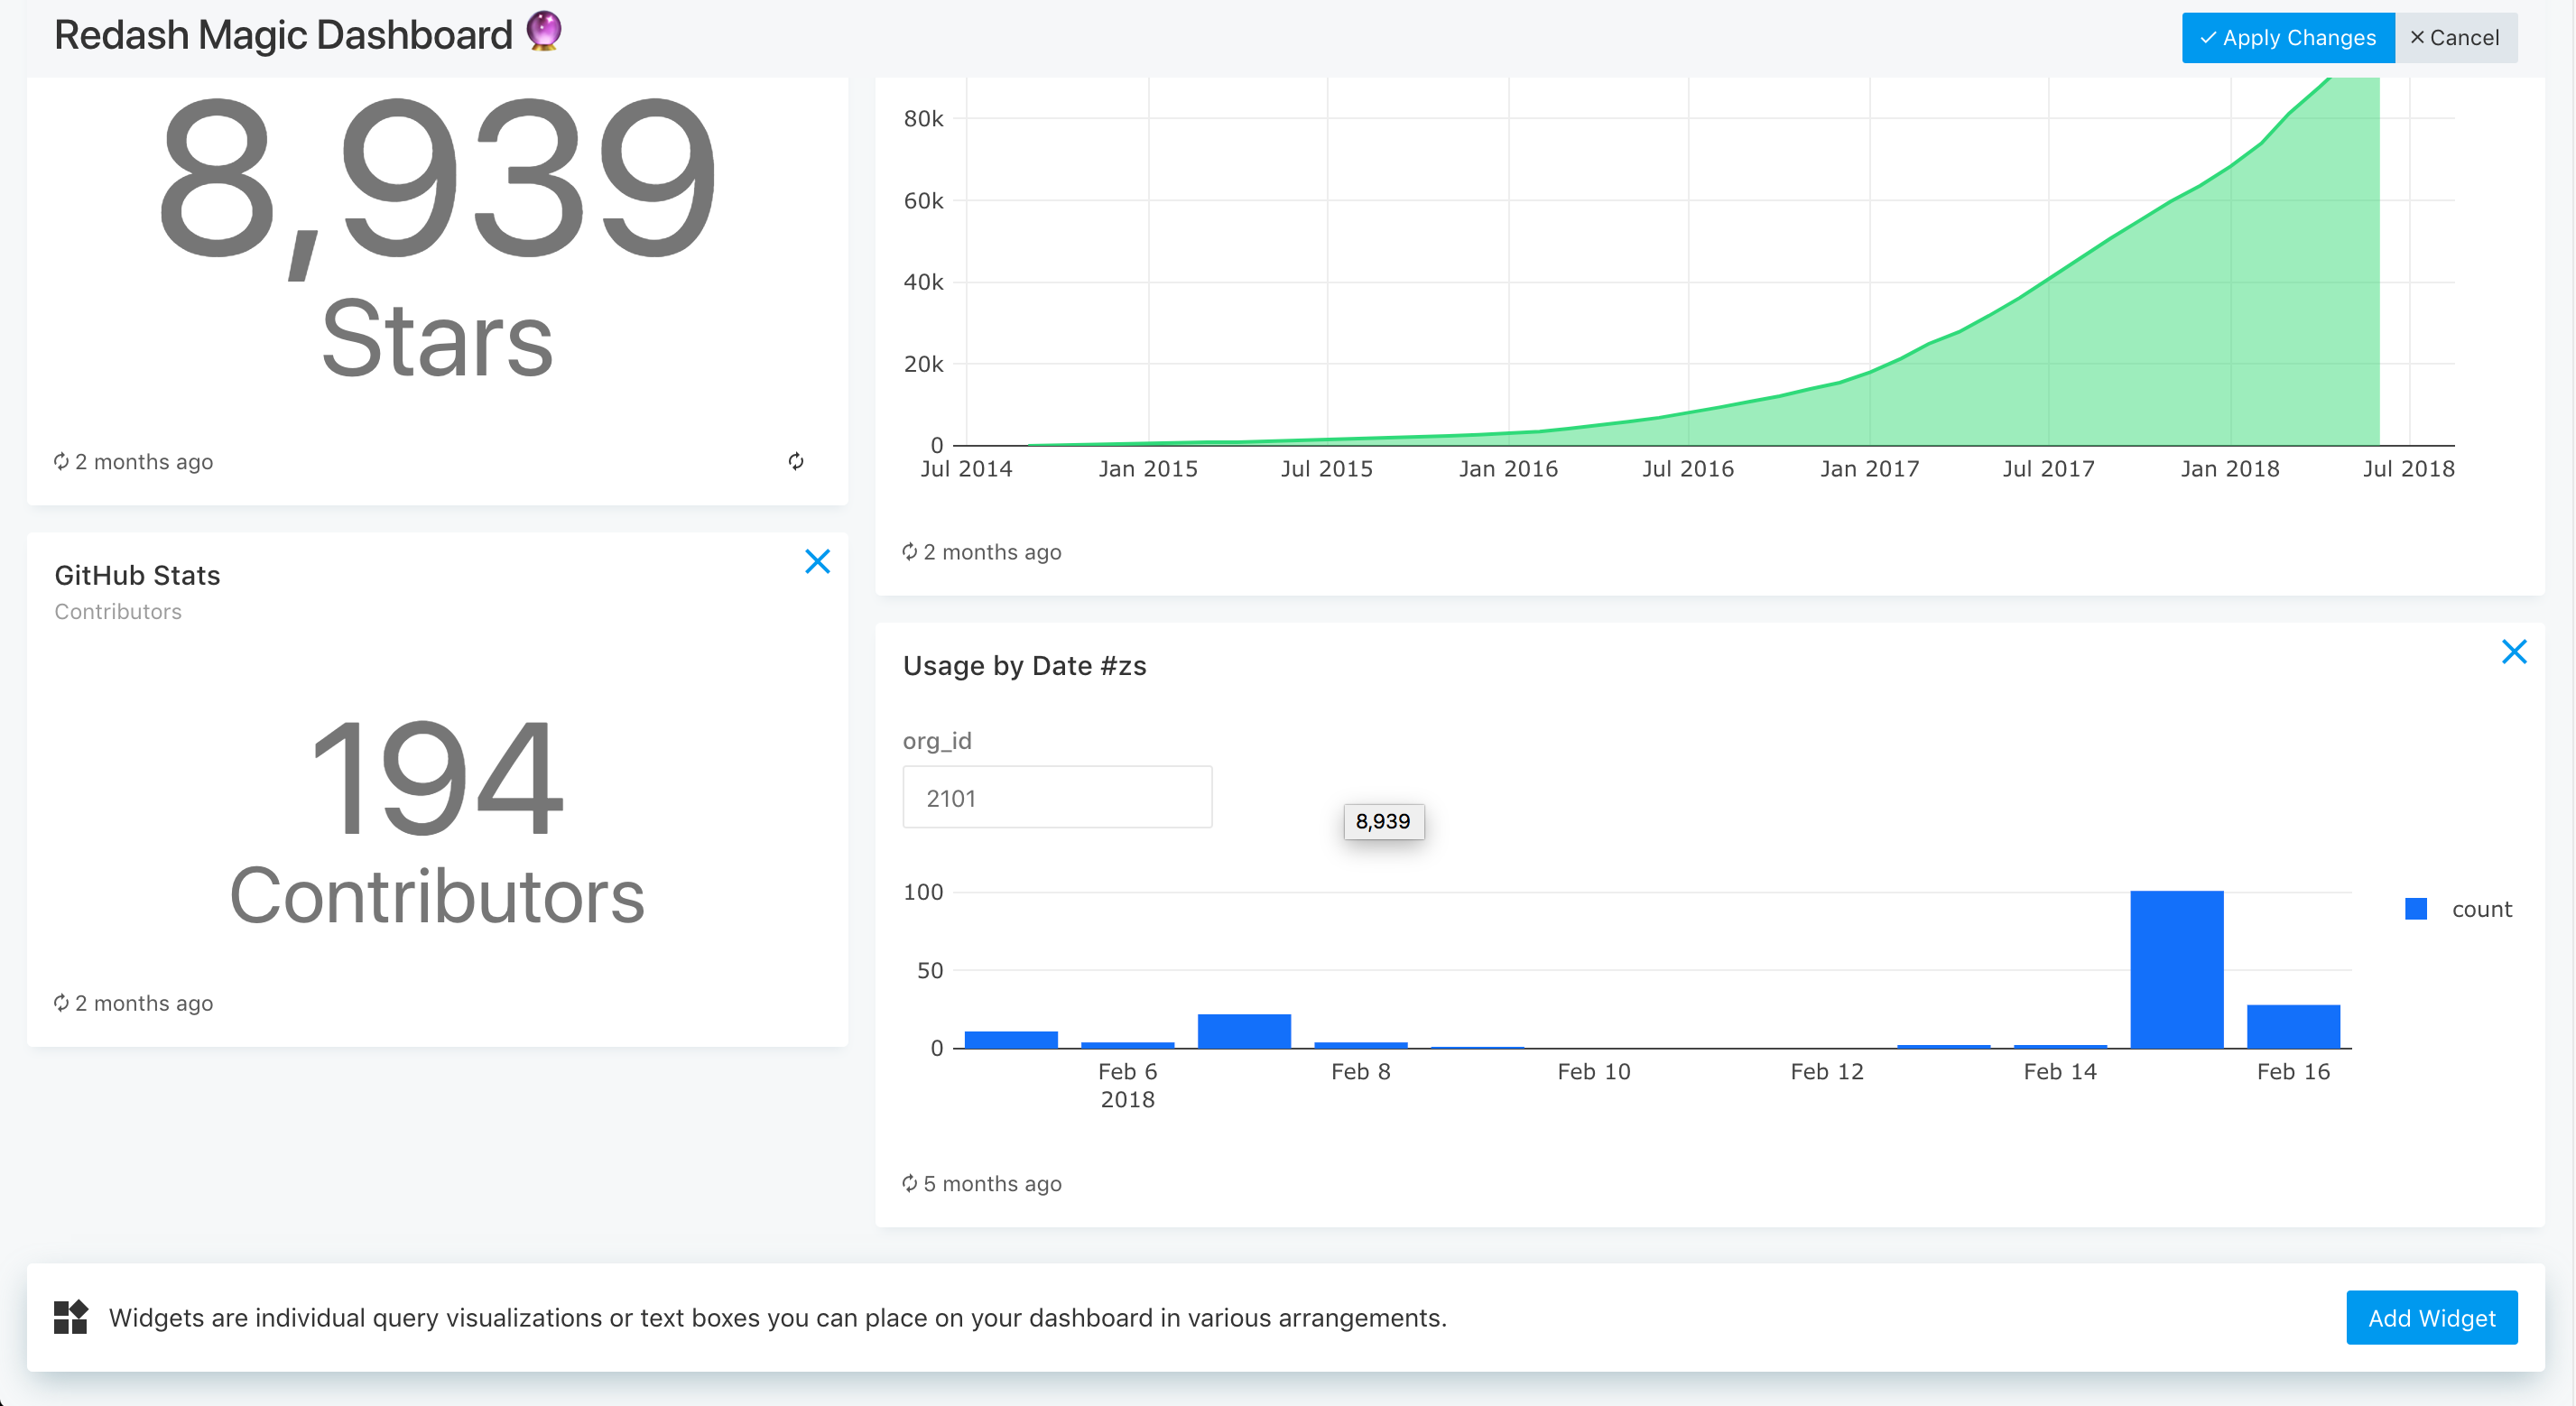 Redash Magic Dashboard 🔮
Apply Changes
Cancel
8,939
Stars
2 months ago
80k
60k
40k
20k
0
Jul 2014 Jan 2015 Jul 2015 Jan 2016 Jul 2016 Jan 2017 Jul 2017 Jan 2018 Jul 2018
2 months ago
GitHub Stats
Contributors
194
Contributors
2 months ago
Usage by Date #zs
org_id
2101
8,939
100
50
0
count
Feb 6 Feb 8 Feb 10 Feb 12 Feb 14 Feb 16
2018
5 months ago
Widgets are individual query visualizations or text boxes you can place on your dashboard in various arrangements.
Add Widget